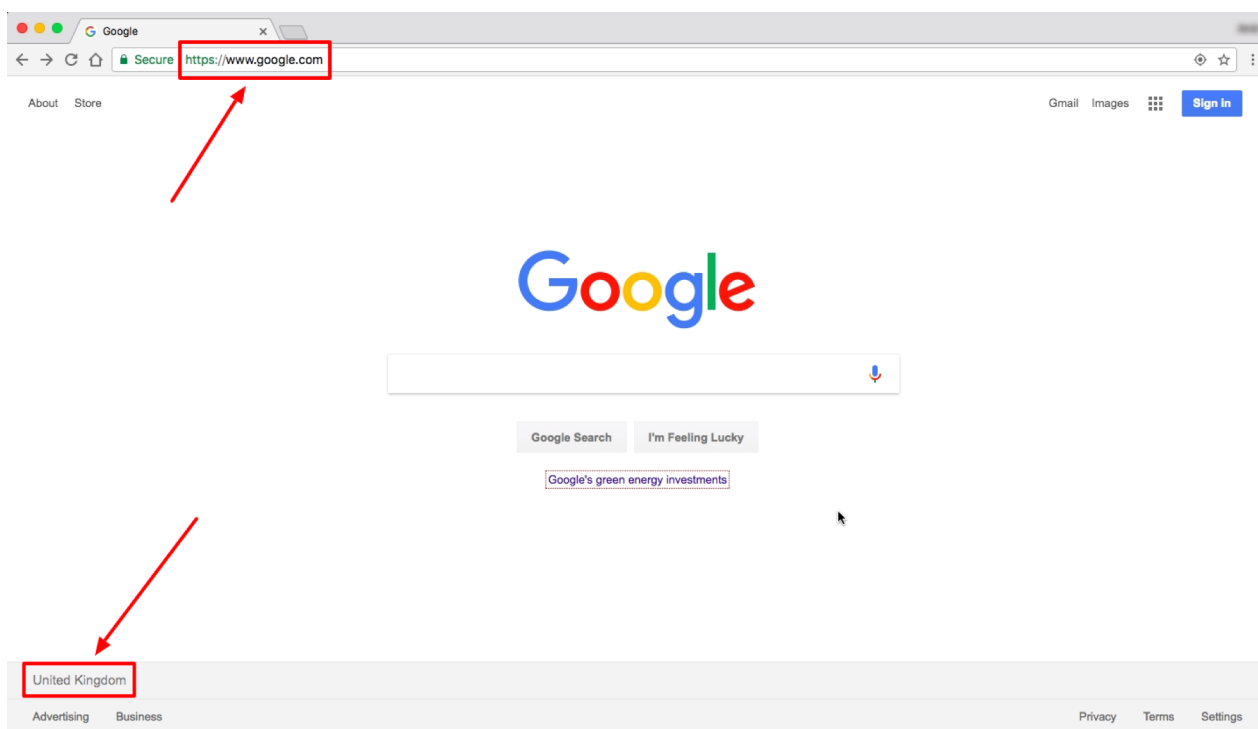 Google
Secure https://www.google.com
About Store Gmail Images Sign in
Google
Google Search I'm Feeling Lucky
Google's green energy investments
United Kingdom
Advertising Business Privacy Terms Settings